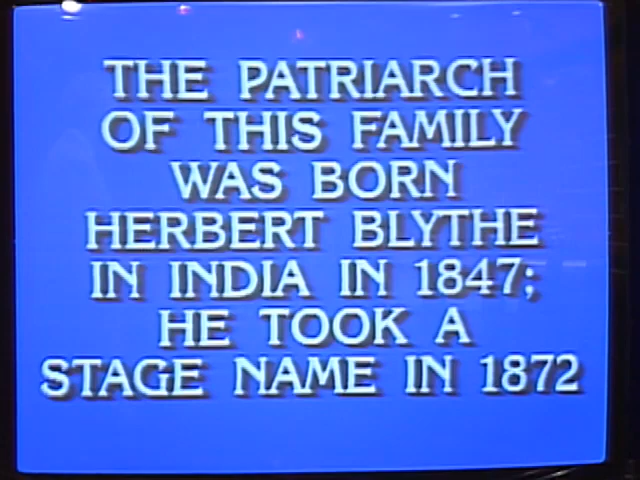 THE PATRIARCH
OF THIS FAMILY
WAS BORN
HERBERT BLYTHE
IN INDIA IN 1847;
HE TOOK A
STAGE NAME IN 1872